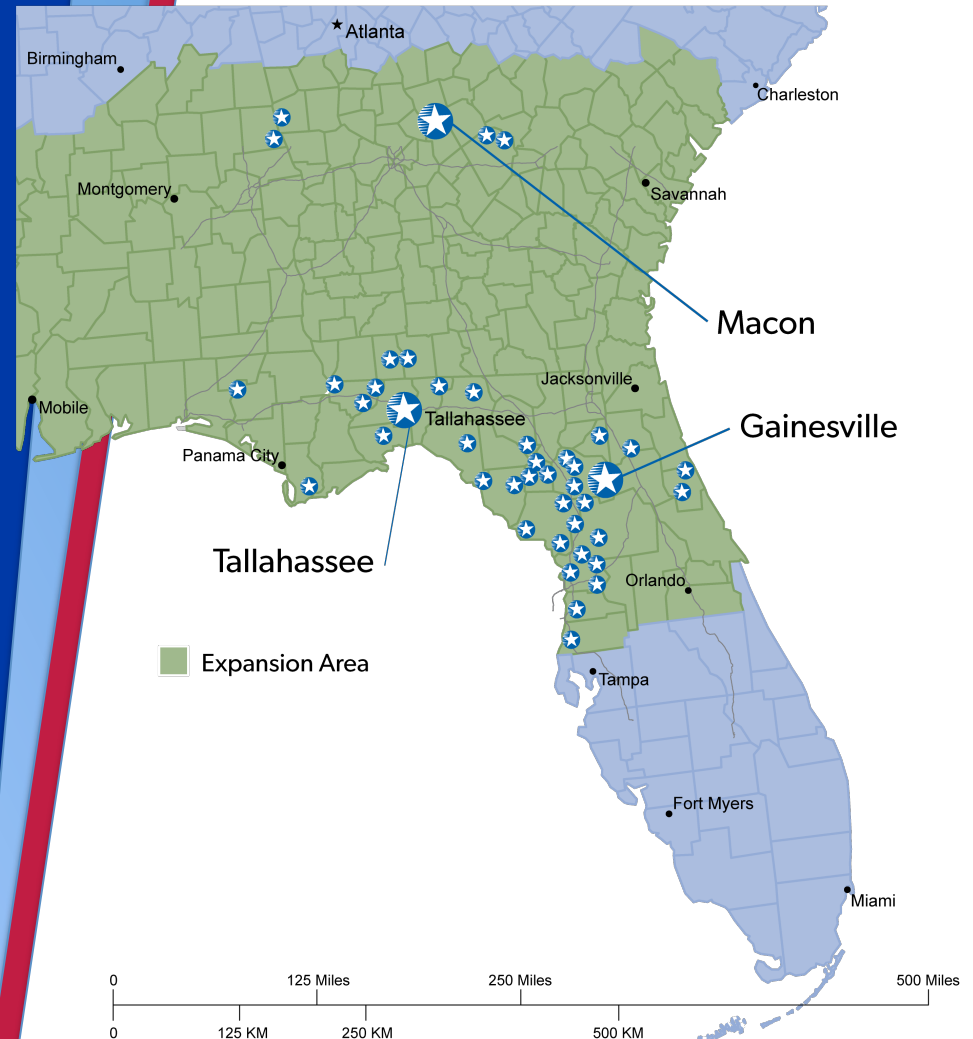 Atlanta
Birmingham
Charleston
Montgomery
Savannah
Macon
Jacksonville
Mobile
Tallahassee
Gainesville
Panama City
Tallahassee
Orlando
Expansion Area
Tampa
Fort Myers
Miami
0 125 Miles 250 Miles 500 Miles
0 125 KM 250 KM 500 KM